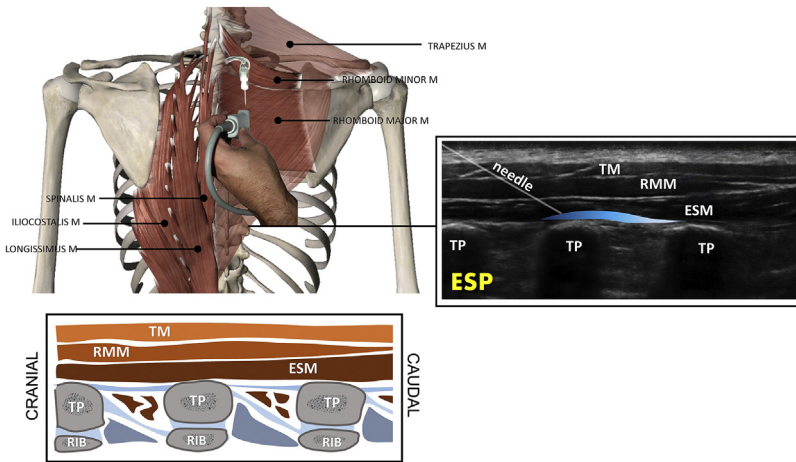 TRAPEZIUS M
RHOMBOID MINOR M
RHOMBOID MAJOR M
SPINALIS M
ILIOCOSTALIS M
LONGISSIMUS M
needle
TM
RMM
ESM
TP
TP
TP
ESP
CRANIAL
TM
RMM
ESM
TP
TP
TP
RIB
RIB
RIB
CAUDAL